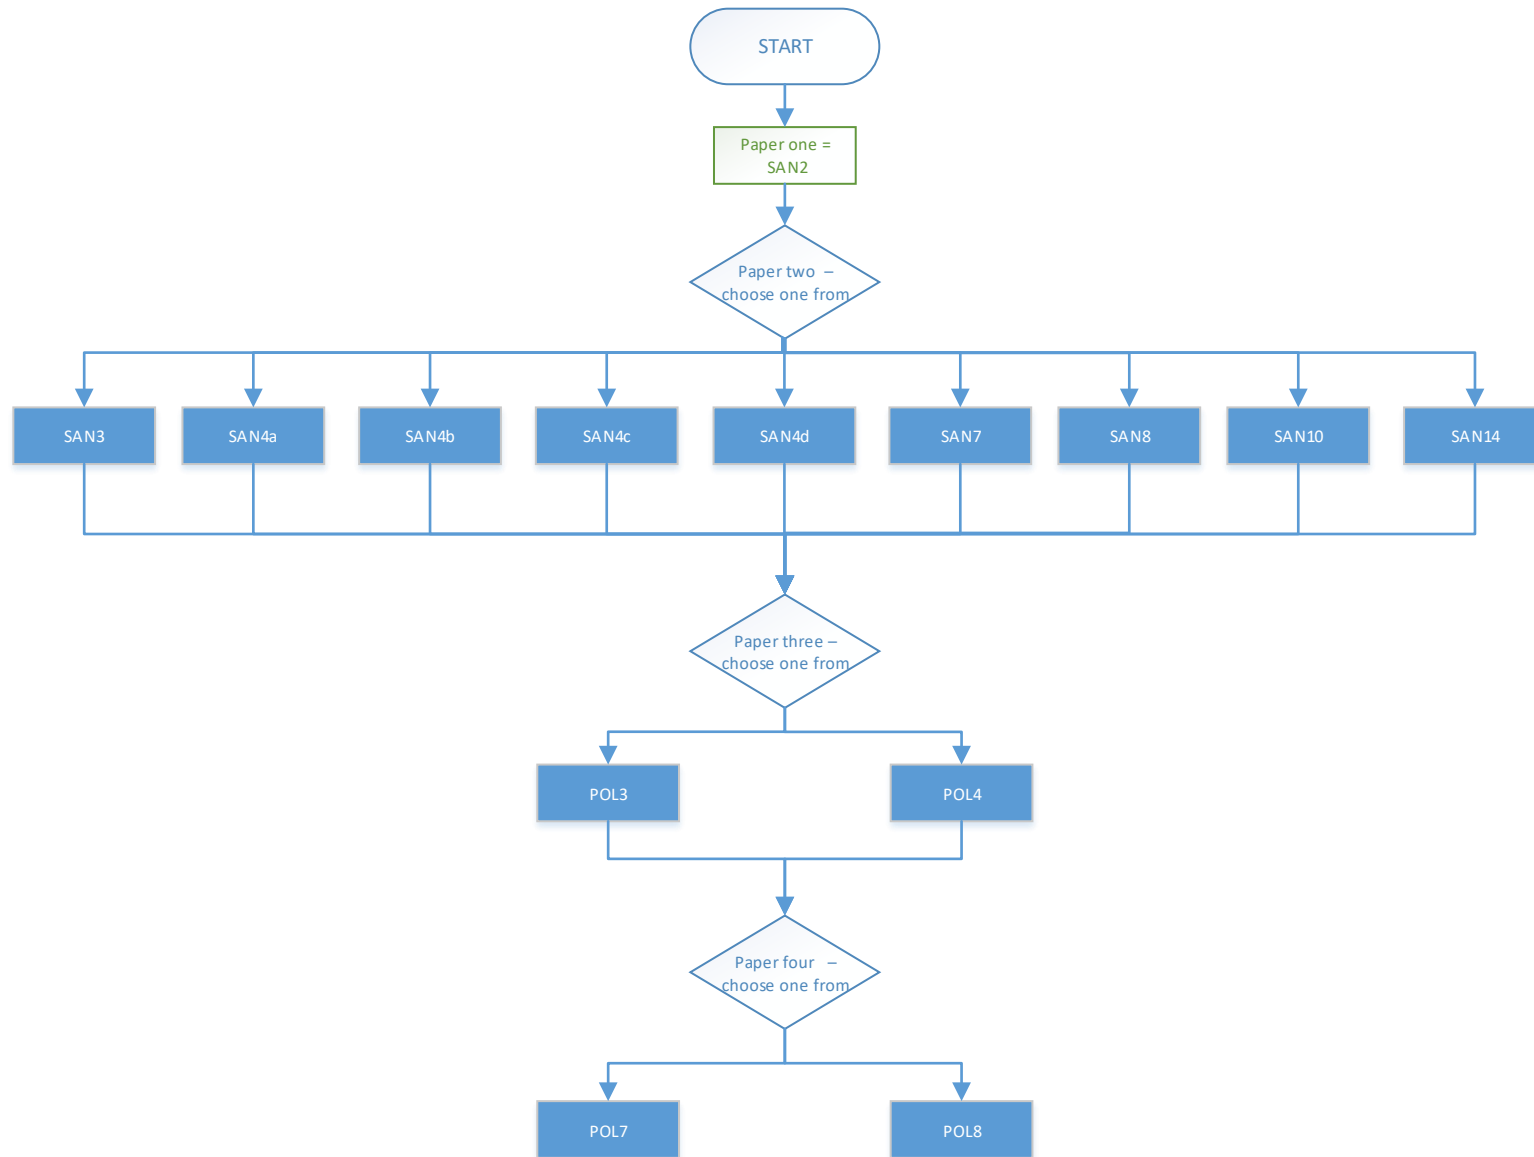 START
Paper one =
SAN2
Paper two –
choose one from
SAN3
SAN4a
SAN4b
SAN4c
SAN4d
SAN7
SAN8
SAN10
SAN14
Paper three –
choose one from
POL3
POL4
Paper four –
choose one from
POL7
POL8